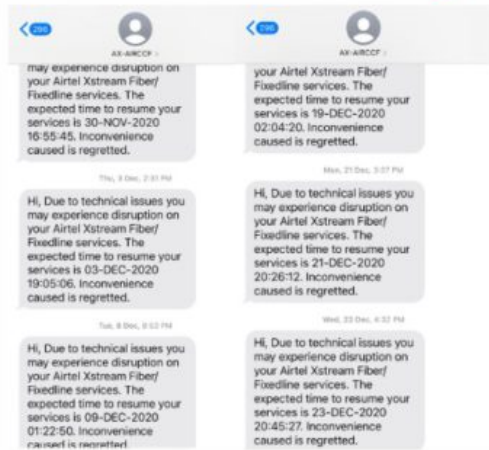 296
AX-AIRCCF >
may experience disruption on
your Airtel Xstream Fiber/
Fixedline services. The
expected time to resume your
services is 30-NOV-2020
16:55:45. Inconvenience
caused is regretted.
Thu, 3 Dec, 2:31 PM
Hi, Due to technical issues you
may experience disruption on
your Airtel Xstream Fiber/
Fixedline services. The
expected time to resume your
services is 03-DEC-2020
19:05:06. Inconvenience
caused is regretted.
Tue, 8 Dec, 8:53 PM
Hi, Due to technical issues you
may experience disruption on
your Airtel Xstream Fiber/
Fixedline services. The
expected time to resume your
services is 09-DEC-2020
01:22:50. Inconvenience
caused is regretted.
296
AX-AIRCCF >
your Airtel Xstream Fiber/
Fixedline services. The
expected time to resume your
services is 19-DEC-2020
02:04:20. Inconvenience
caused is regretted.
Mon, 21 Dec, 3:37 PM
Hi, Due to technical issues you
may experience disruption on
your Airtel Xstream Fiber/
Fixedline services. The
expected time to resume your
services is 21-DEC-2020
20:26:12. Inconvenience
caused is regretted.
Wed, 23 Dec, 4:32 PM
Hi, Due to technical issues you
may experience disruption on
your Airtel Xstream Fiber/
Fixedline services. The
expected time to resume your
services is 23-DEC-2020
20:45:27. Inconvenience
caused is regretted.